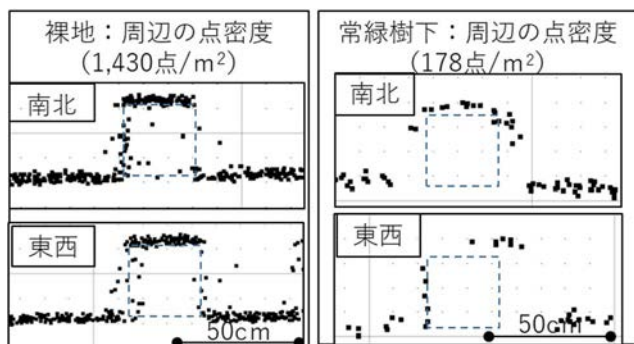 裸地：周辺の点密度
(1,430点/m²)
南北
東西
50cm
常緑樹下：周辺の点密度
(178点/m²)
南北
東西
50cm